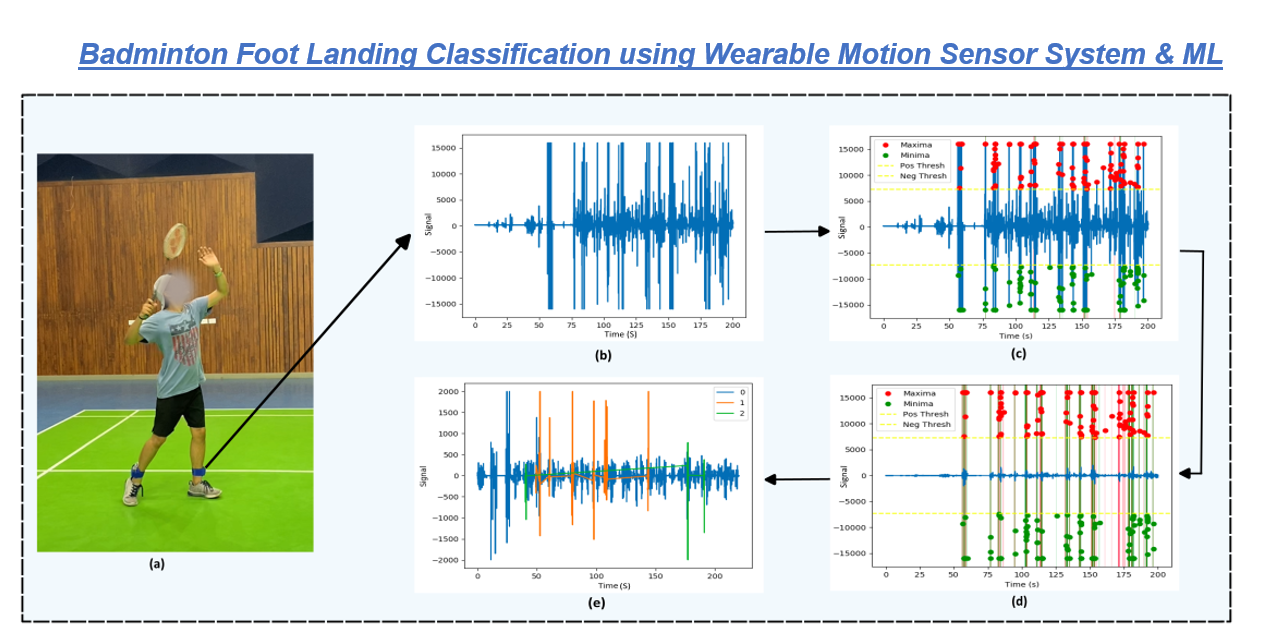 Badminton Foot Landing Classification using Wearable Motion Sensor System & ML
(a)
15000
10000
5000
0
−5000
−10000
−15000
Signal
0 25 50 75 100 125 150 175 200
Time (S)
(b)
Maxima
Minima
Pos Thresh
Neg Thresh
15000
10000
5000
0
−5000
−10000
−15000
Signal
0 25 50 75 100 125 150 175 200
Time (s)
(c)
2000
1500
1000
500
0
−500
−1000
−1500
−2000
Signal
0
1
2
0 50 100 150 200
Time (S)
(e)
Maxima
Minima
Pos Thresh
Neg Thresh
15000
10000
5000
0
−5000
−10000
−15000
Signal
0 25 50 75 100 125 150 175 200
Time (s)
(d)